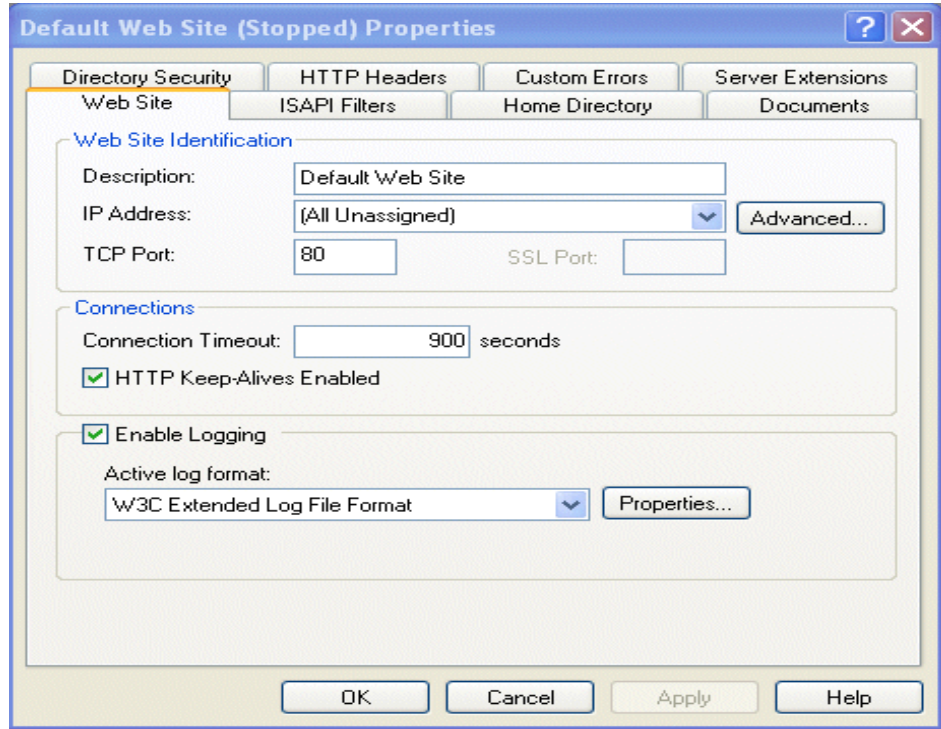 Default Web Site (Stopped) Properties
Directory Security HTTP Headers Custom Errors Server Extensions
Web Site ISAPI Filters Home Directory Documents
Web Site Identification
Description: Default Web Site
IP Address: (All Unassigned) Advanced...
TCP Port: 80 SSL Port:
Connections
Connection Timeout: 900 seconds
HTTP Keep-Alives Enabled
Enable Logging
Active log format:
W3C Extended Log File Format Properties...
OK Cancel Apply Help